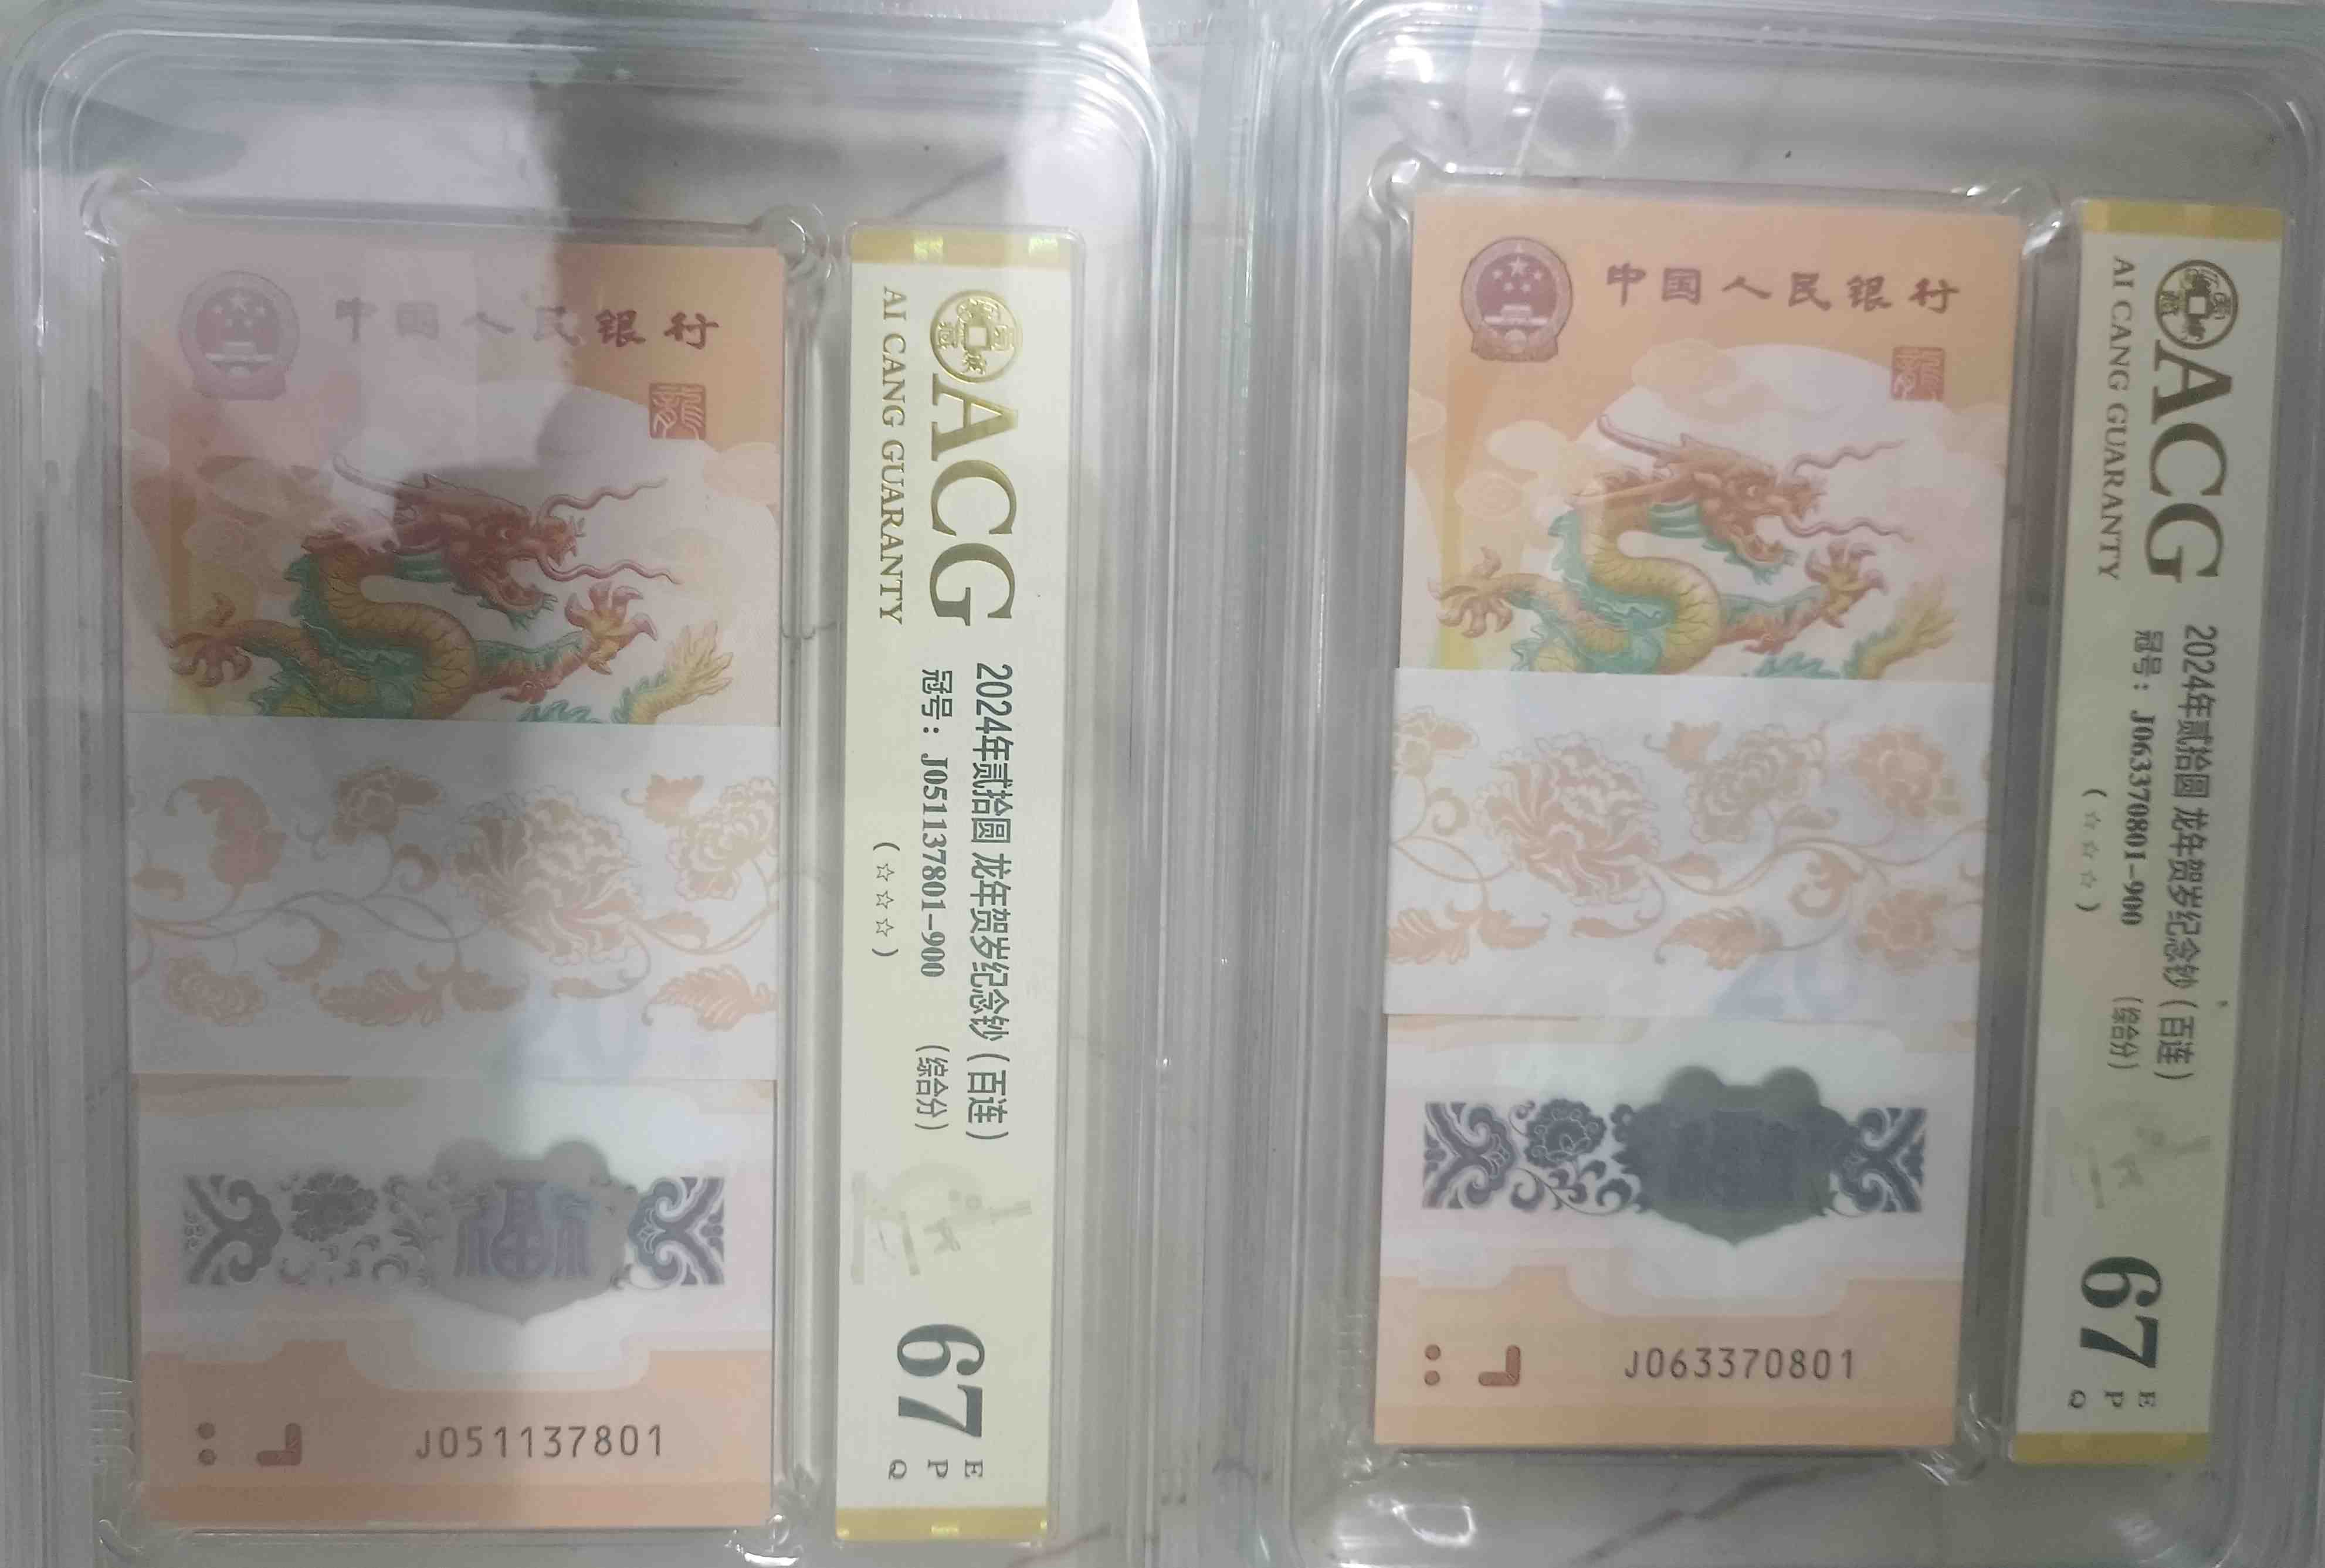 中国人民银行
龍
J051137801
ACG
AI CANG GUARANTY
2024年贰拾圆 龙年贺岁纪念钞（百连）
冠号：J051137801-900 （综合分）
（☆☆☆☆）
67
E
P
Q
中国人民银行
龍
J063370801
ACG
AI CANG GUARANTY
2024年贰拾圆 龙年贺岁纪念钞（百连）
冠号：J063370801-900 （综合分）
（☆☆☆☆）
67
E
P
Q